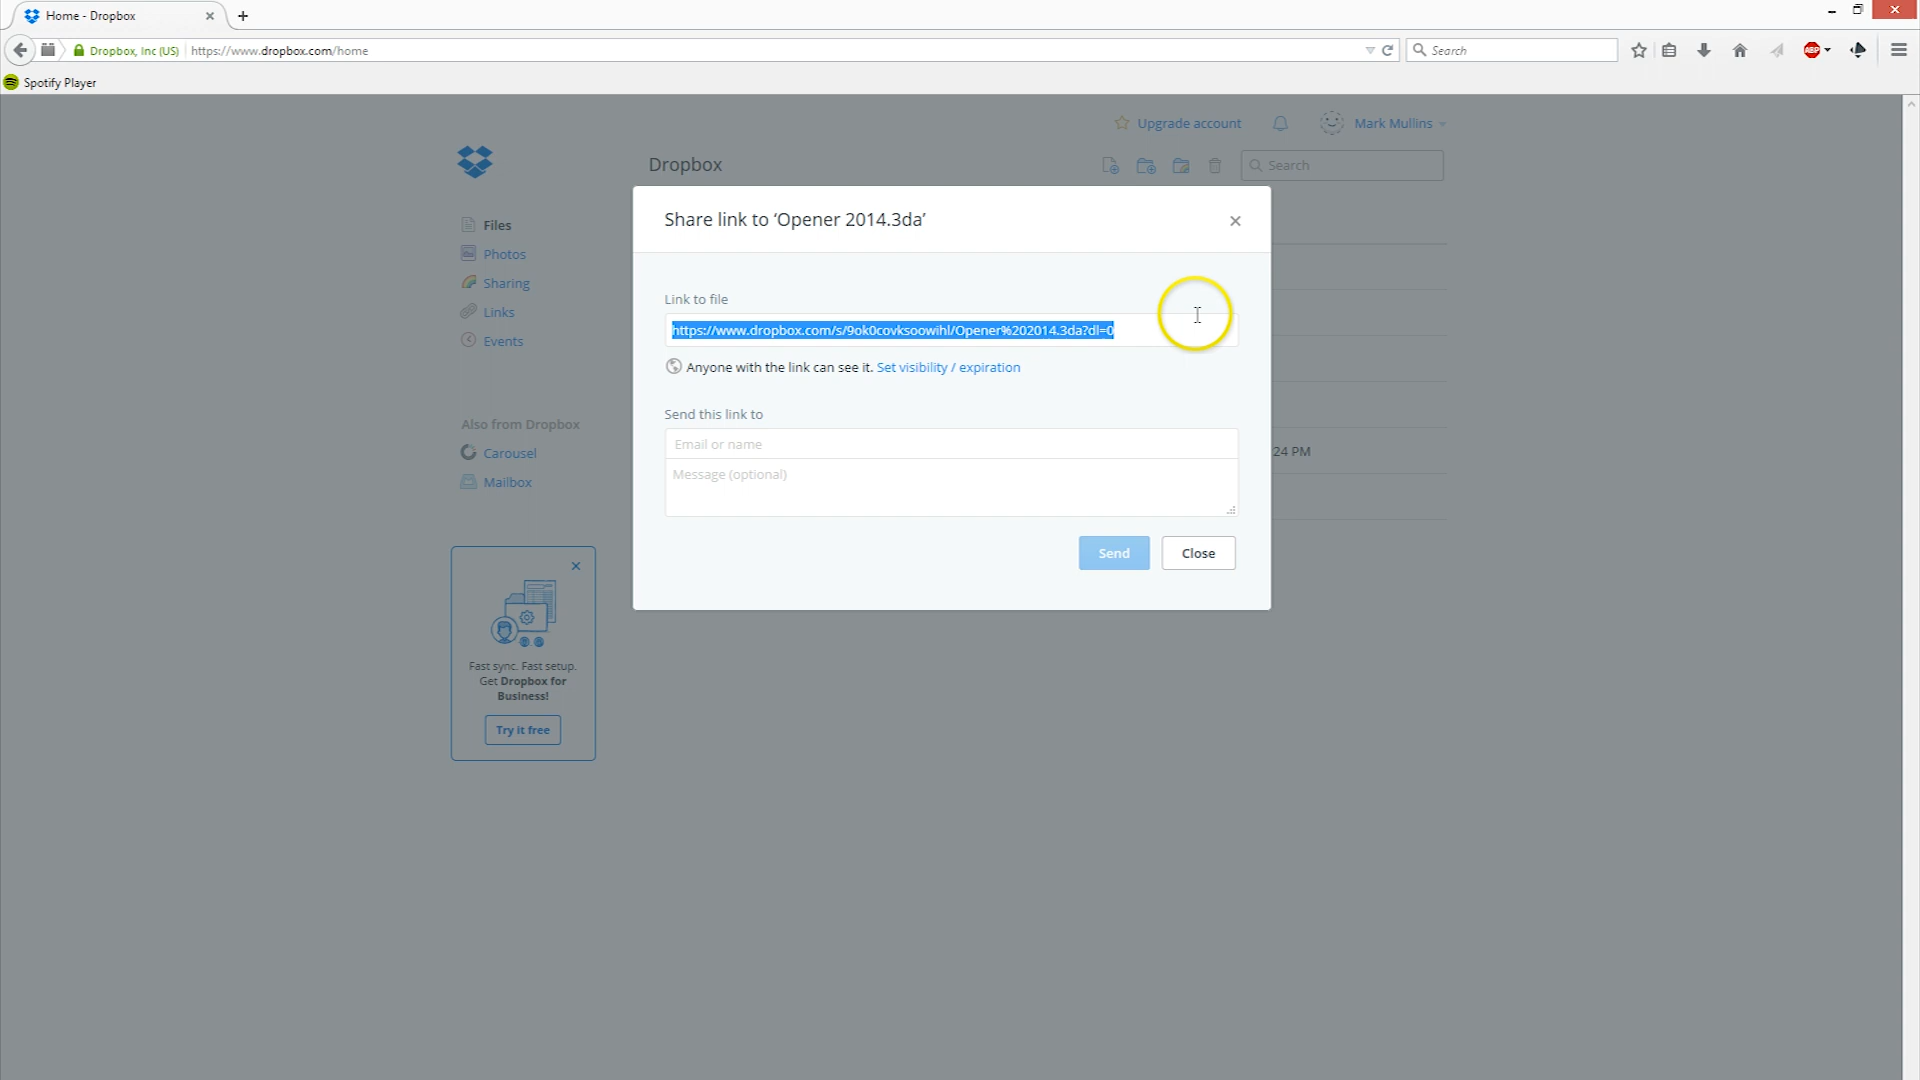 Home - Dropbox
Dropbox, Inc (US) https://www.dropbox.com/home
Search
ABP
Spotify Player
Upgrade account
Mark Mullins
Dropbox
Search
Files
Photos
Sharing
Links
Events
Also from Dropbox
Carousel
Mailbox
Fast sync. Fast setup.
Get Dropbox for
Business!
Try it free
Share link to ‘Opener 2014.3da’
Link to file
https://www.dropbox.com/s/9ok0covksoowihl/Opener%202014.3da?dl=0
Anyone with the link can see it. Set visibility / expiration
Send this link to
Email or name
Message (optional)
Send
Close
24 PM